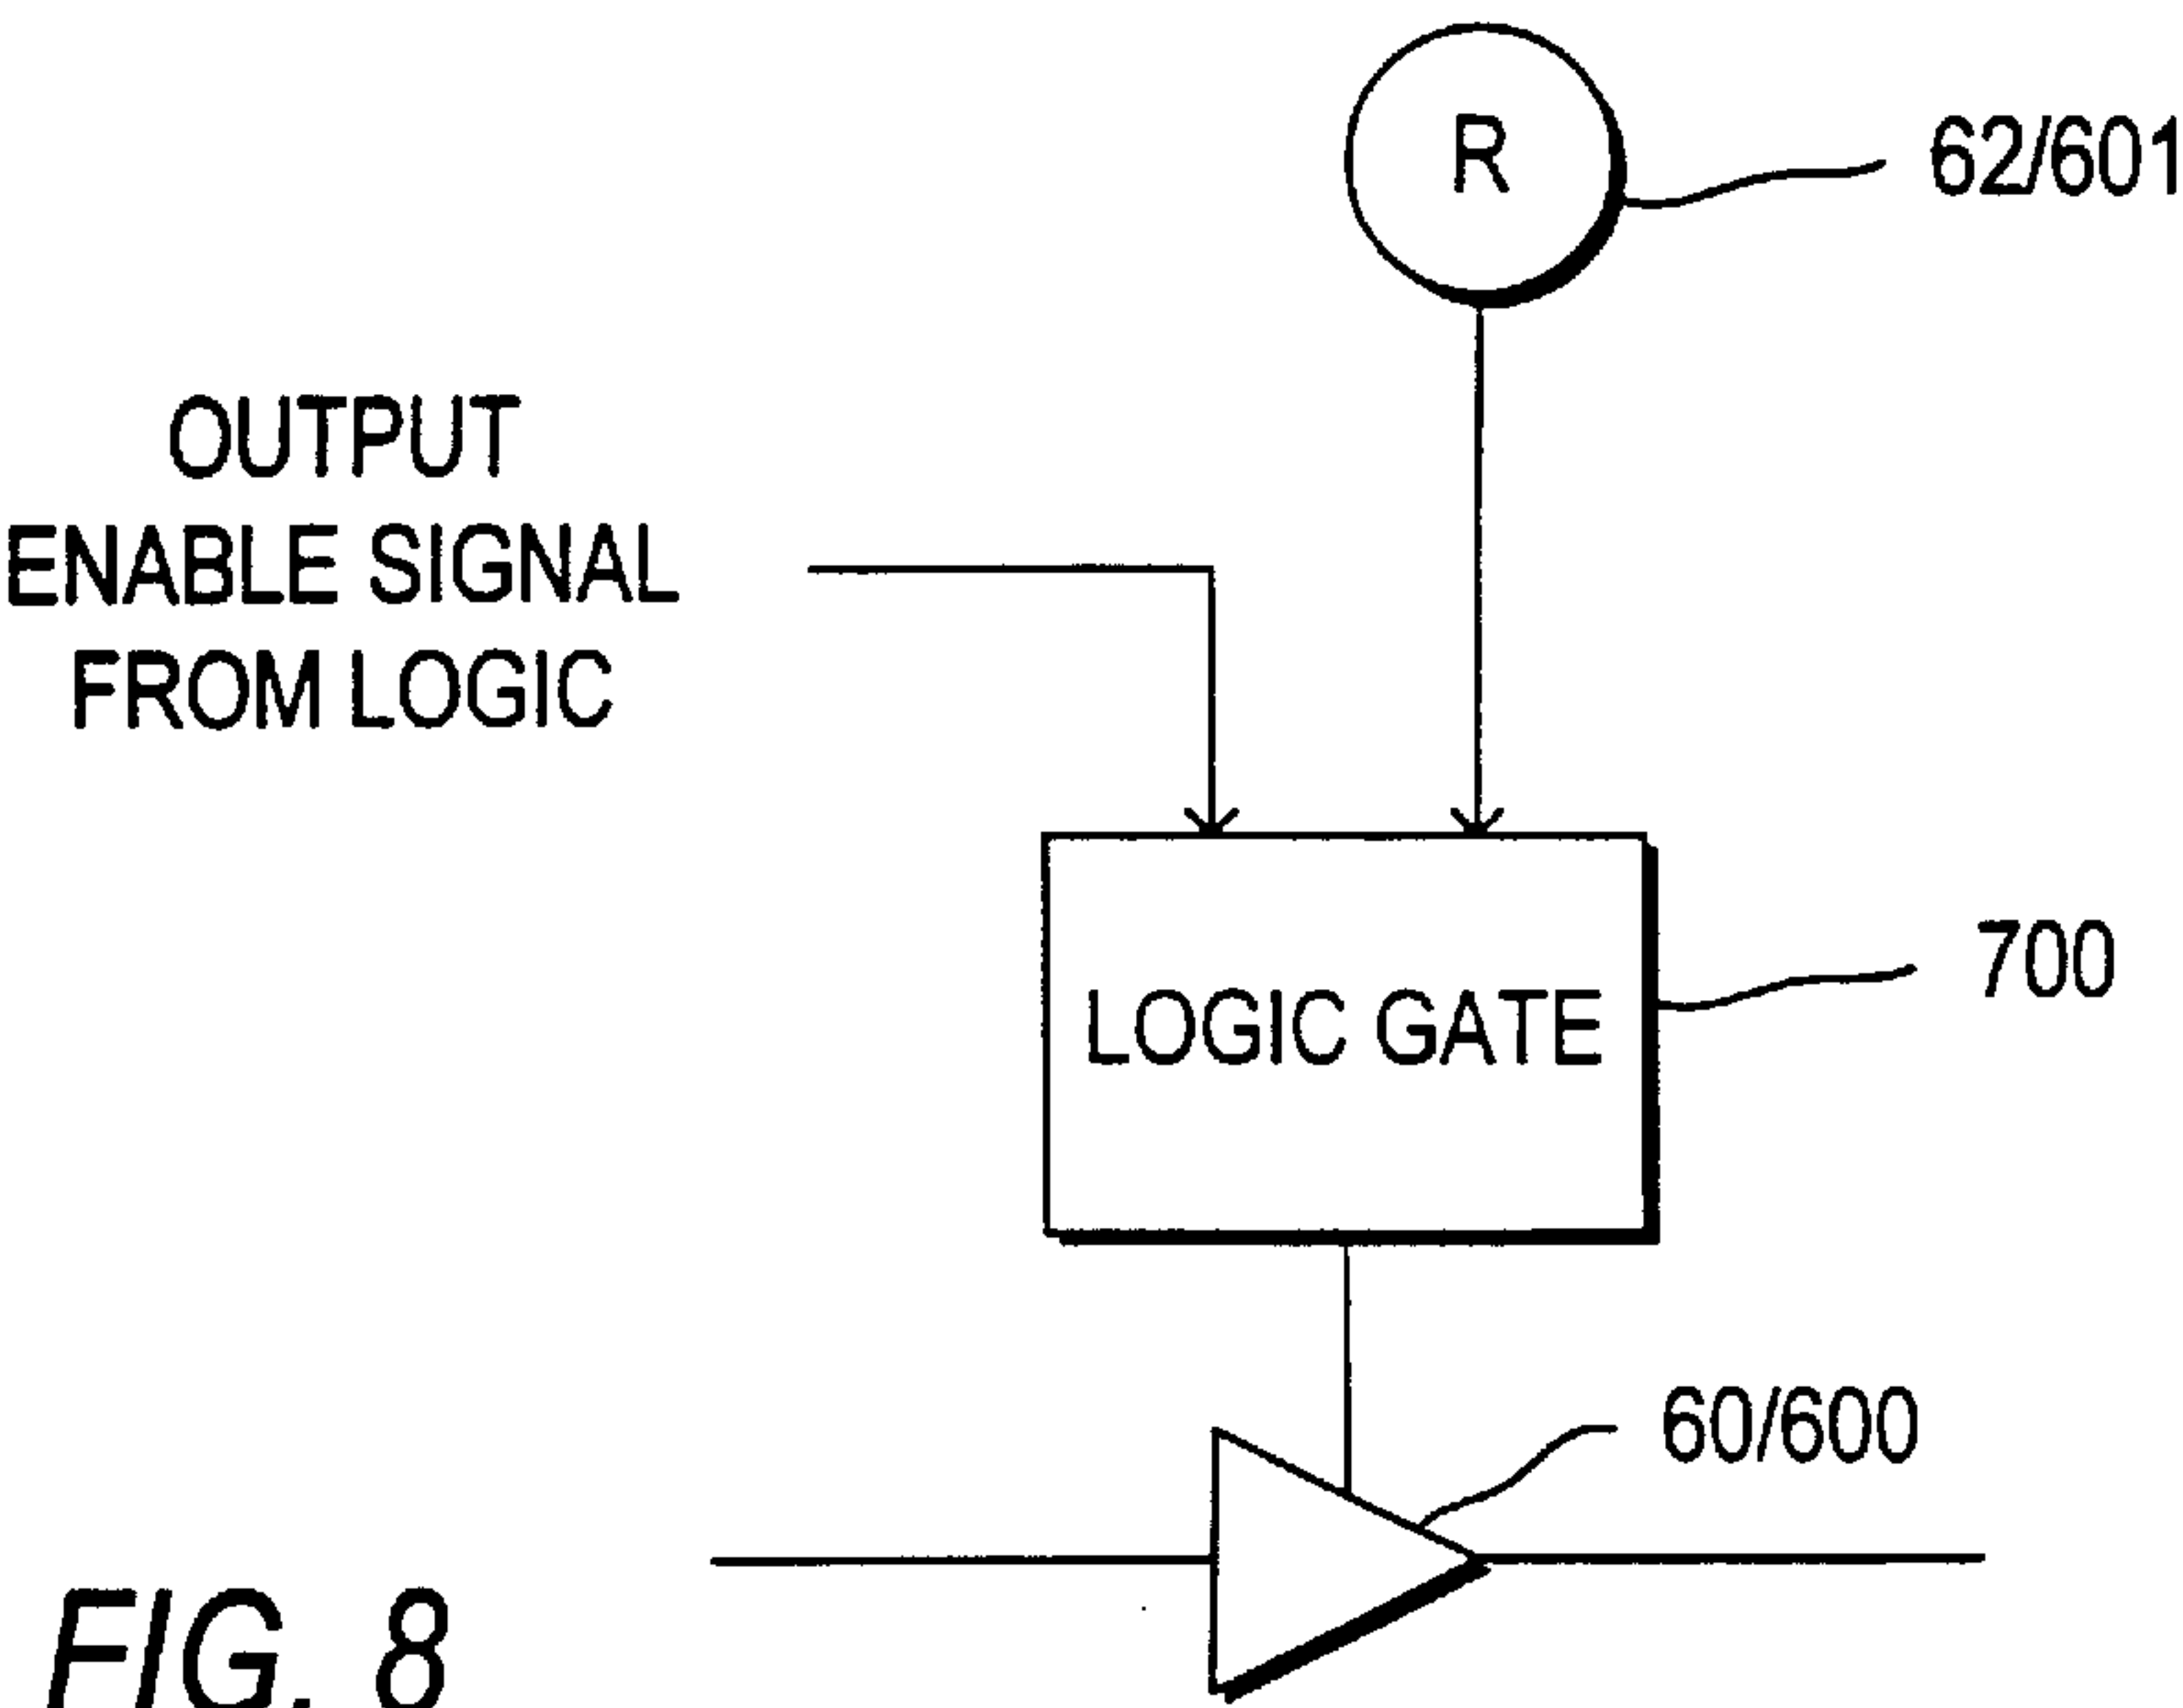 R
62/601
OUTPUT
ENABLE SIGNAL
FROM LOGIC
LOGIC GATE
700
60/600
FIG. 8